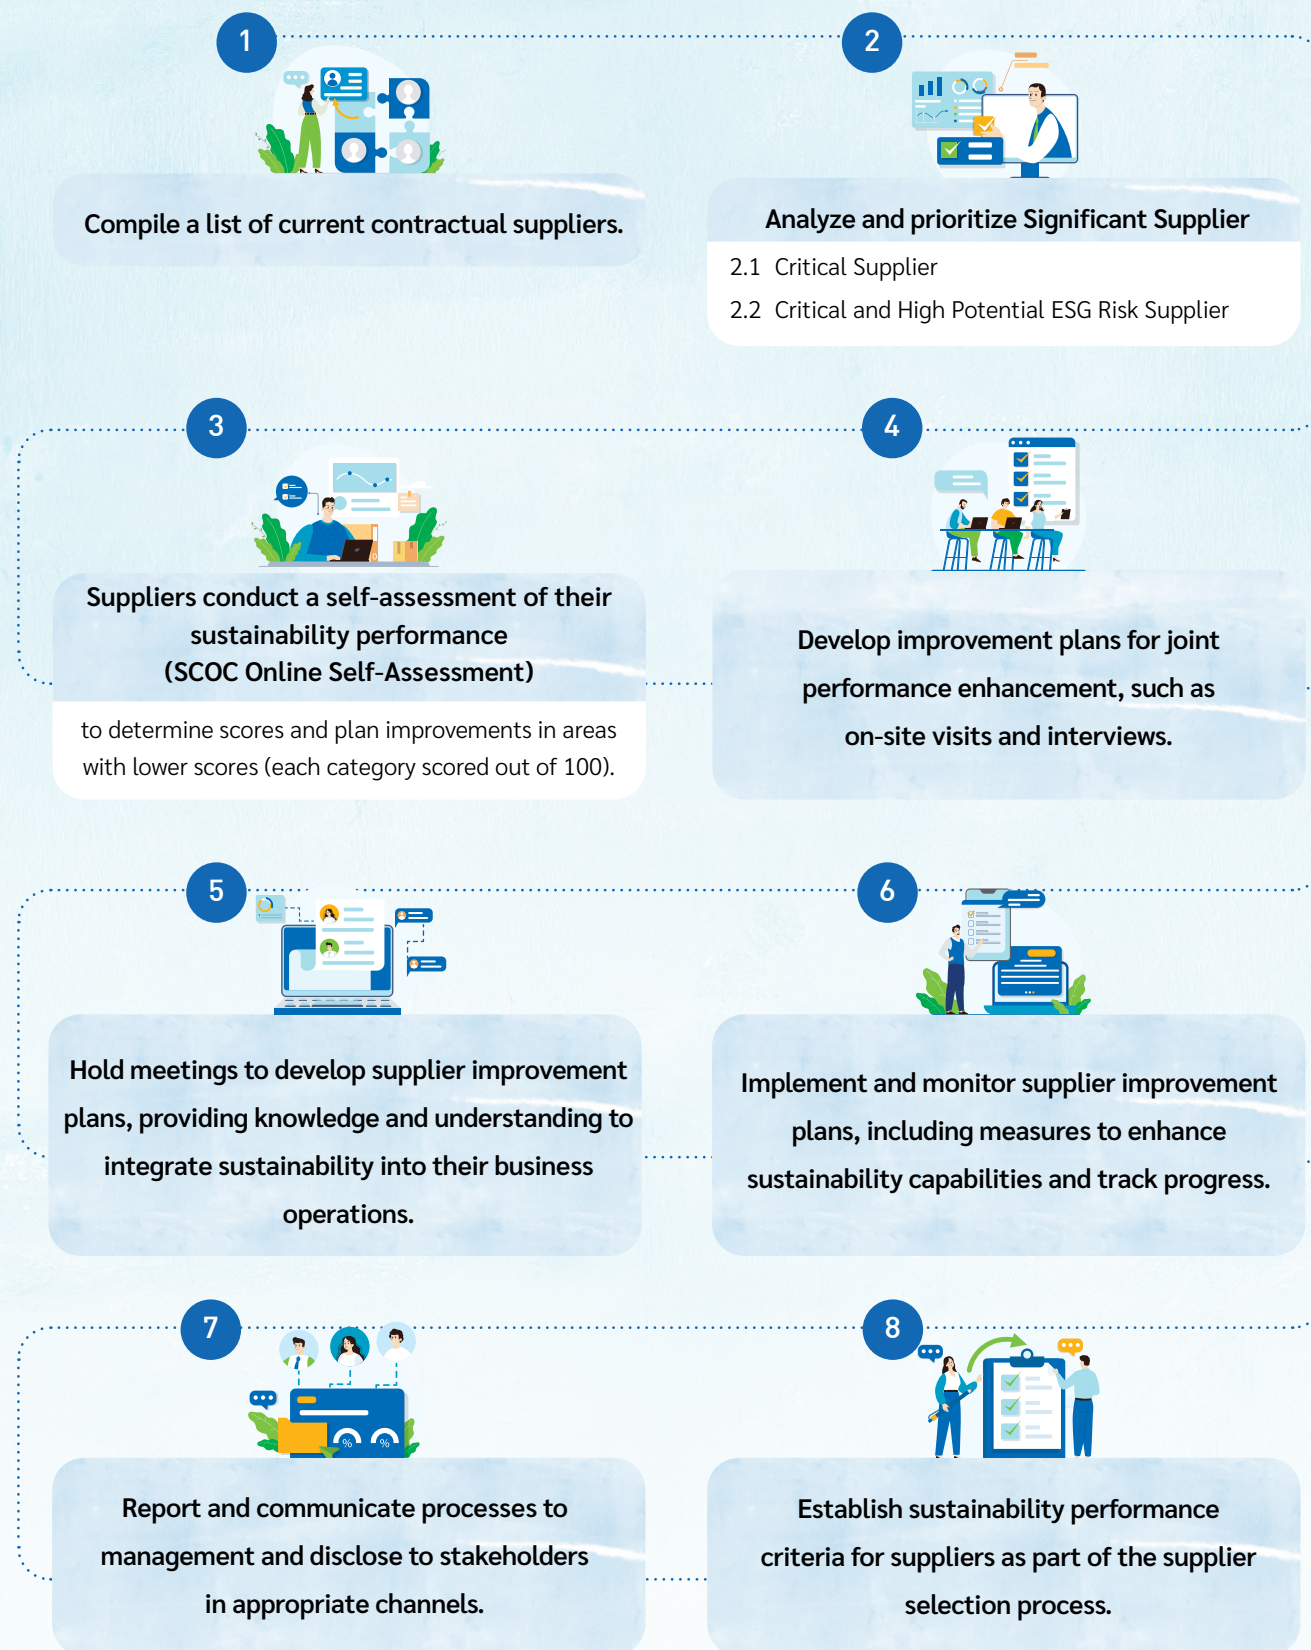 1
Compile a list of current contractual suppliers.
2
Analyze and prioritize Significant Supplier
2.1 Critical Supplier
2.2 Critical and High Potential ESG Risk Supplier
3
Suppliers conduct a self-assessment of their
sustainability performance
(SCOC Online Self-Assessment)
to determine scores and plan improvements in areas
with lower scores (each category scored out of 100).
4
Develop improvement plans for joint
performance enhancement, such as
on-site visits and interviews.
5
Hold meetings to develop supplier improvement
plans, providing knowledge and understanding to
integrate sustainability into their business
operations.
6
Implement and monitor supplier improvement
plans, including measures to enhance
sustainability capabilities and track progress.
7
% %
Report and communicate processes to
management and disclose to stakeholders
in appropriate channels.
8
Establish sustainability performance
criteria for suppliers as part of the supplier
selection process.